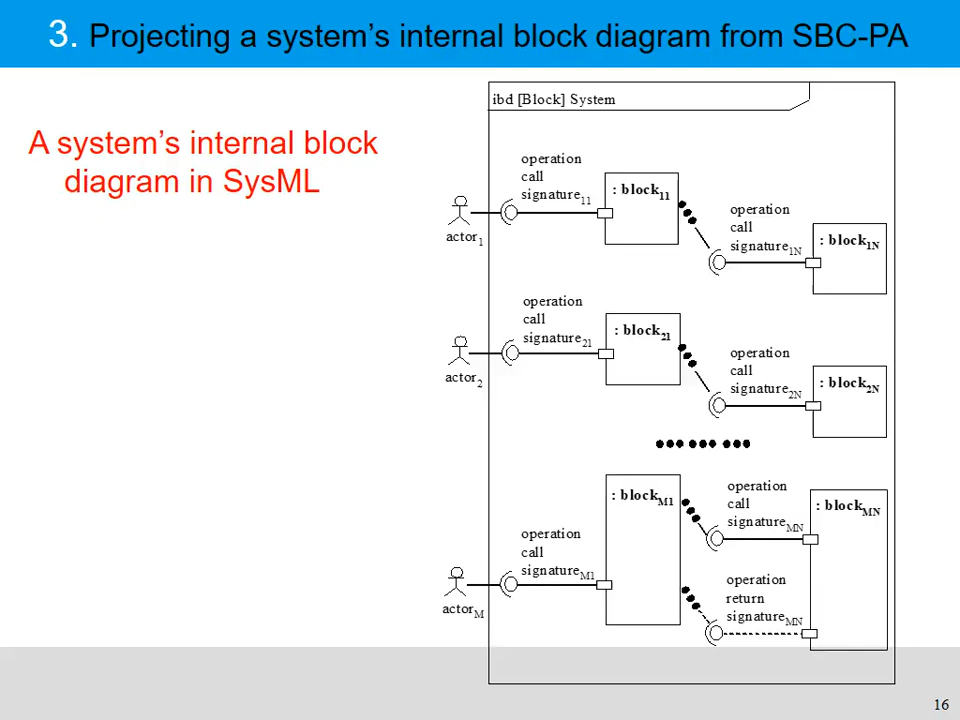 3. Projecting a system's internal block diagram from SBC-PA
A system's internal block
diagram in SysML
ibd [Block] System
operation
call
signature11
: block11
actor1
operation
call
signature1N
: block1N
operation
call
signature21
: block21
actor2
operation
call
signature2N
: block2N
operation
call
signatureM1
: blockM1
actorM
operation
call
signatureMN
: blockMN
operation
return
signatureMN
16